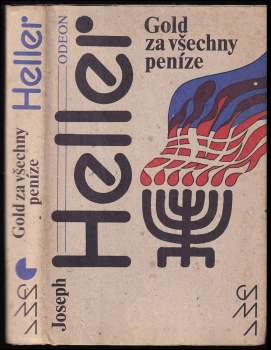 Gold za všechny
peníze
Heller
Joseph
Heller
ODEON
Gold
za všechny
peníze